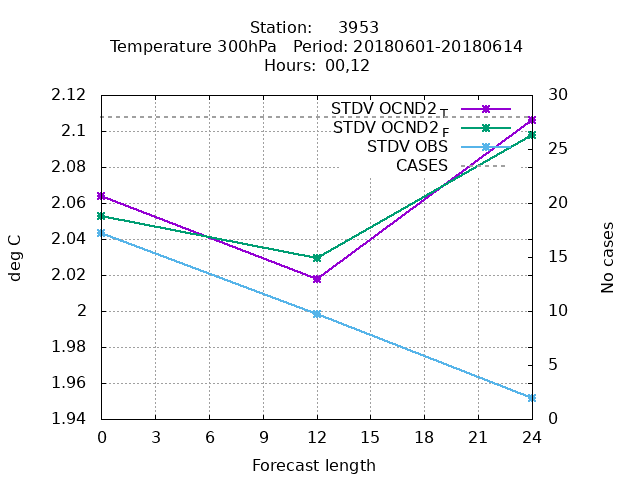 Station: 3953
Temperature 300hPa Period: 20180601-20180614
Hours: 00,12
STDV OCND2_T
STDV OCND2_F
STDV OBS
CASES
2.12
2.1
2.08
2.06
2.04
2.02
2
1.98
1.96
1.94
deg C
30
25
20
15
10
5
0
No cases
0 3 6 9 12 15 18 21 24
Forecast length